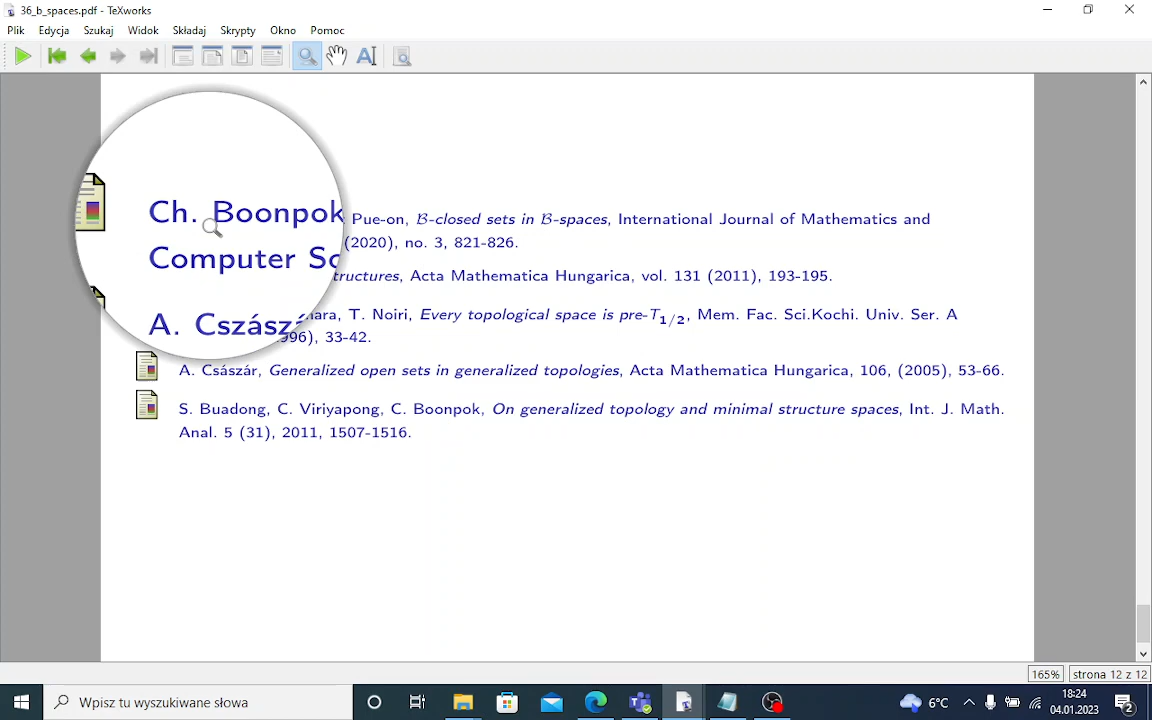 36_b_spaces.pdf - TeXworks
Plik Edycja Szukaj Widok Składaj Skrypty Okno Pomoc
Ch. Boonpok Pue-on, B-closed sets in B-spaces, International Journal of Mathematics and
Computer (2020), no. 3, 821-826.
A. tructures, Acta Mathematica Hungarica, vol. 131 (2011), 193-195.
T. Noiri, Every topological space is pre-T1/2, Mem. Fac. Sci.Kochi. Univ. Ser. A
33-42.
A. Császár, Generalized open sets in generalized topologies, Acta Mathematica Hungarica, 106, (2005), 53-66.
S. Buadong, C. Viriyapong, C. Boonpok, On generalized topology and minimal structure spaces, Int. J. Math.
Anal. 5 (31), 2011, 1507-1516.
165% strona 12 z 12
Wpisz tu wyszukiwane słowa
6°C
18:24
04.01.2023
2